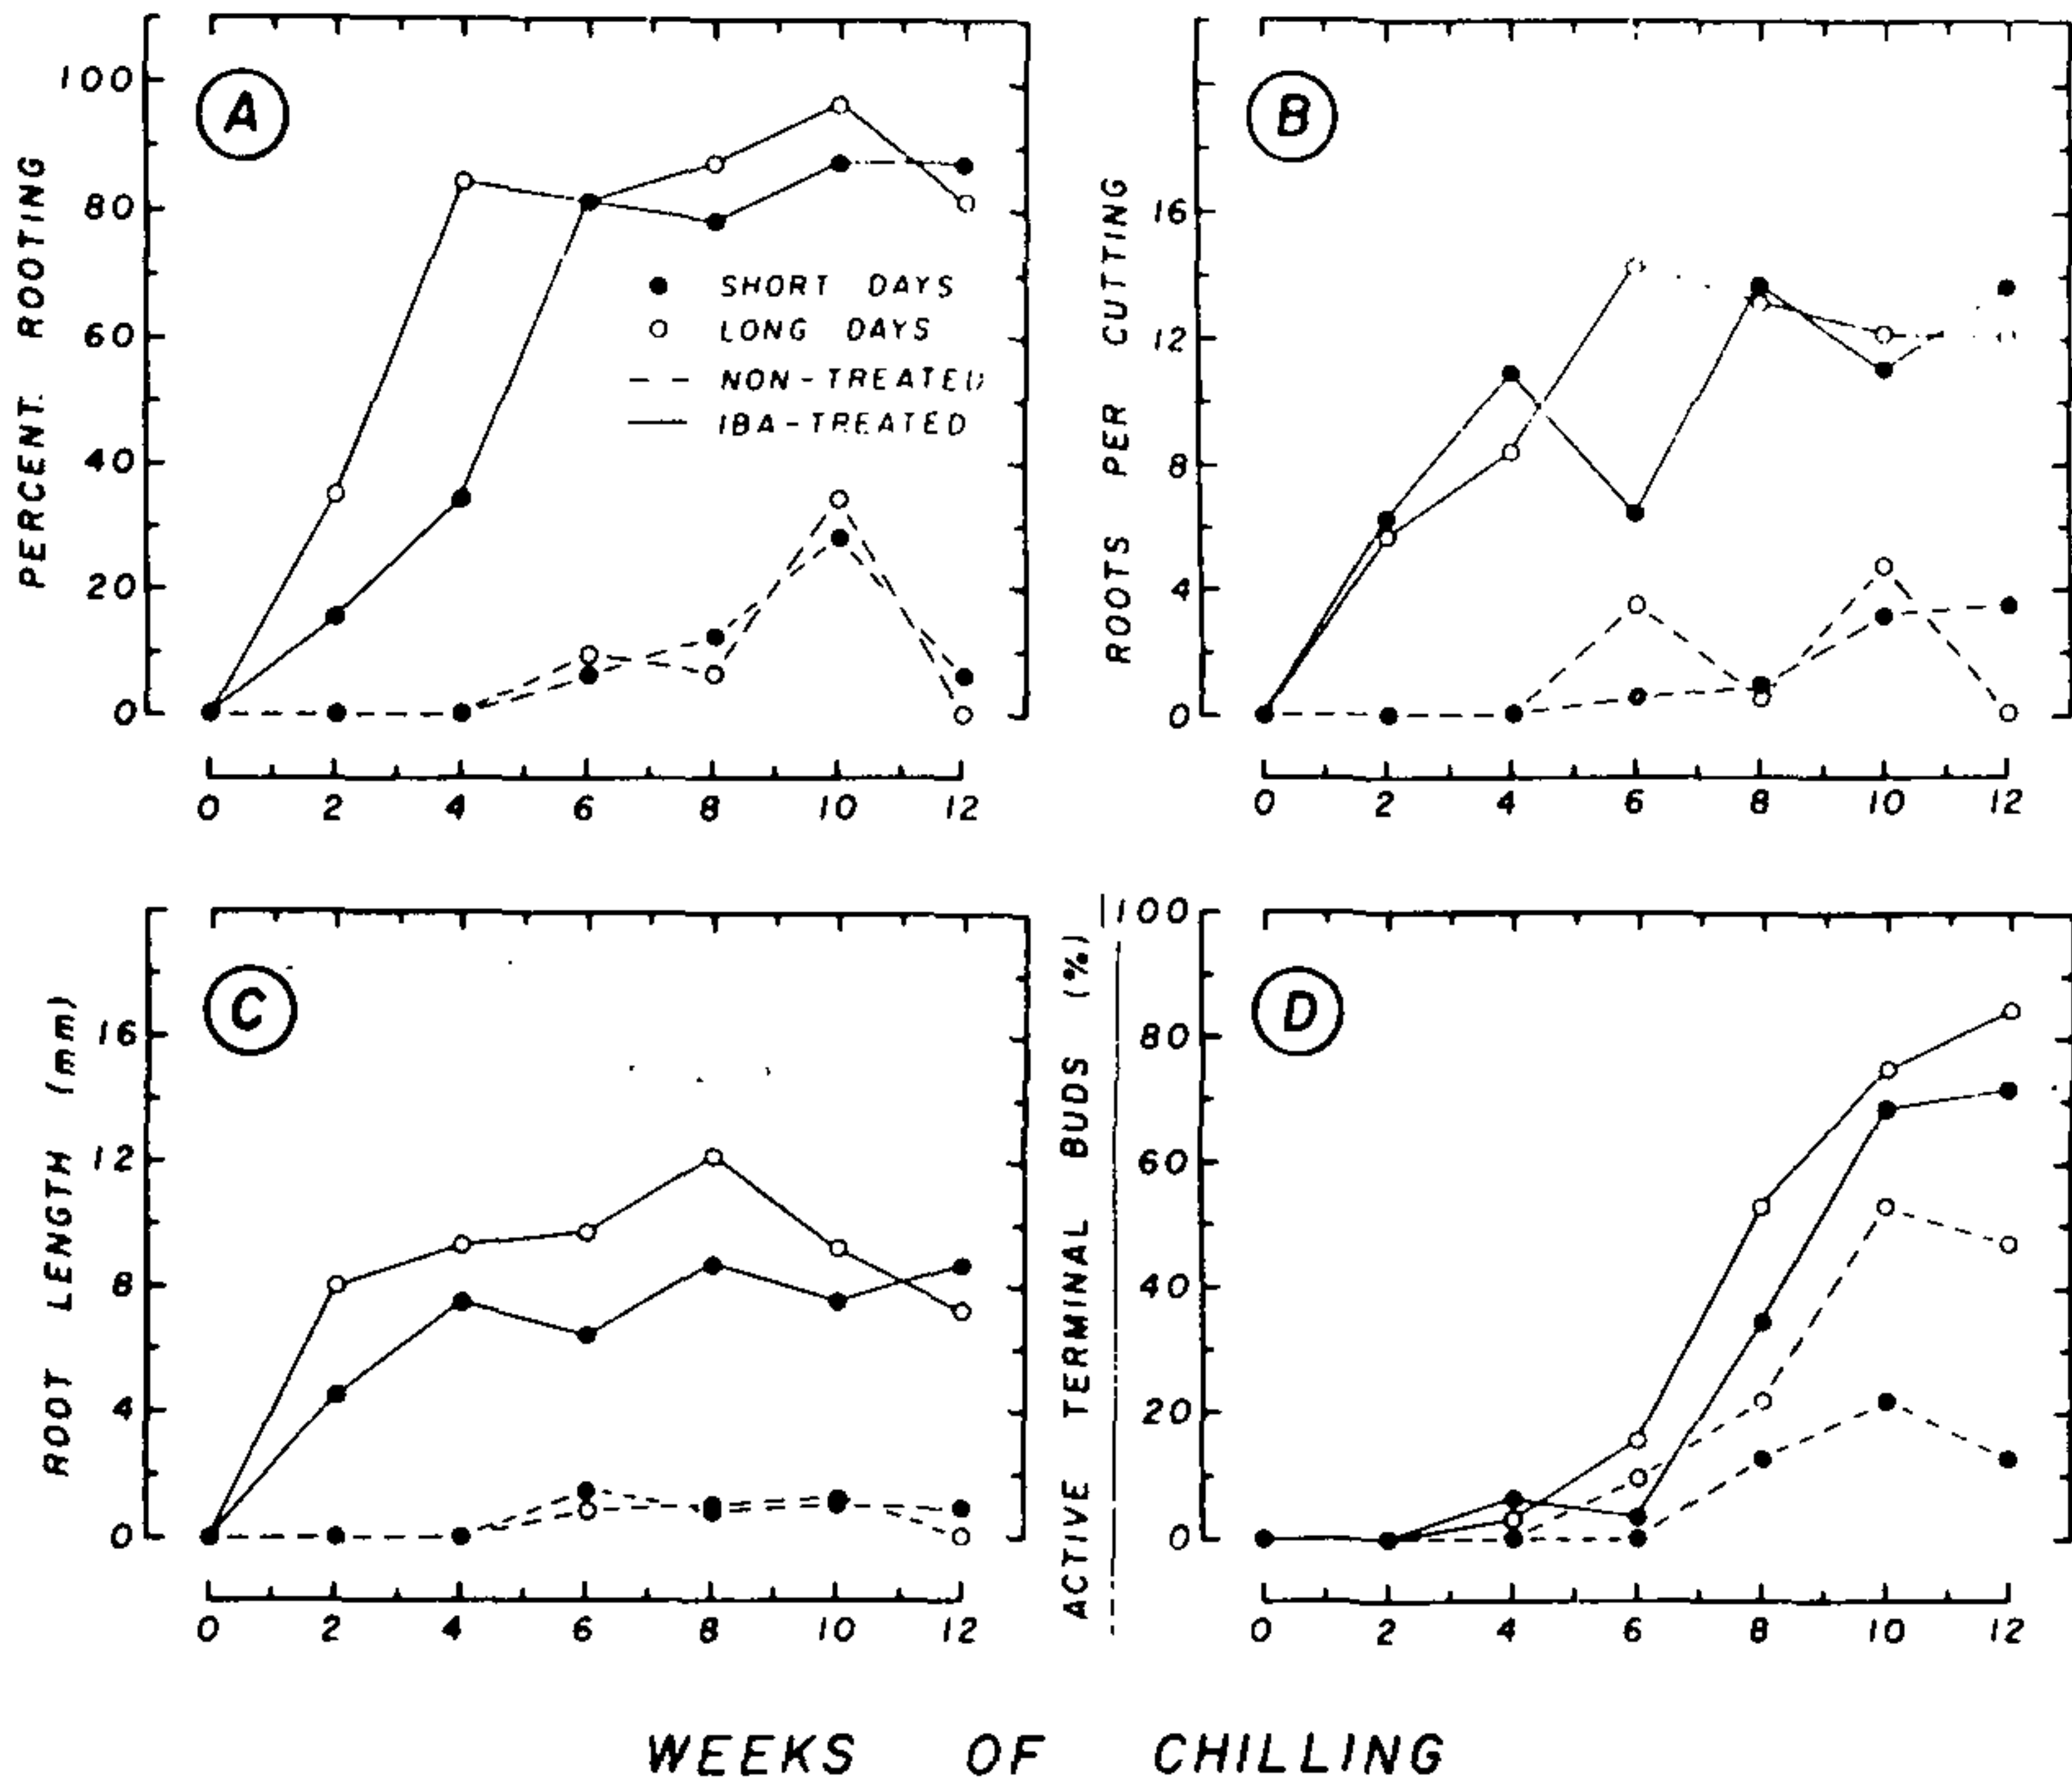 A
PERCENT ROOTING
100
80
60
40
20
0
SHORT DAYS
LONG DAYS
NON-TREATED
IBA-TREATED
0 2 4 6 8 10 12
B
ROOTS PER CUTTING
16
12
8
4
0
0 2 4 6 8 10 12
C
ROOT LENGTH (mm)
16
12
8
4
0
0 2 4 6 8 10 12
D
ACTIVE TERMINAL BUDS (%)
100
80
60
40
20
0
0 2 4 6 8 10 12
WEEKS OF CHILLING